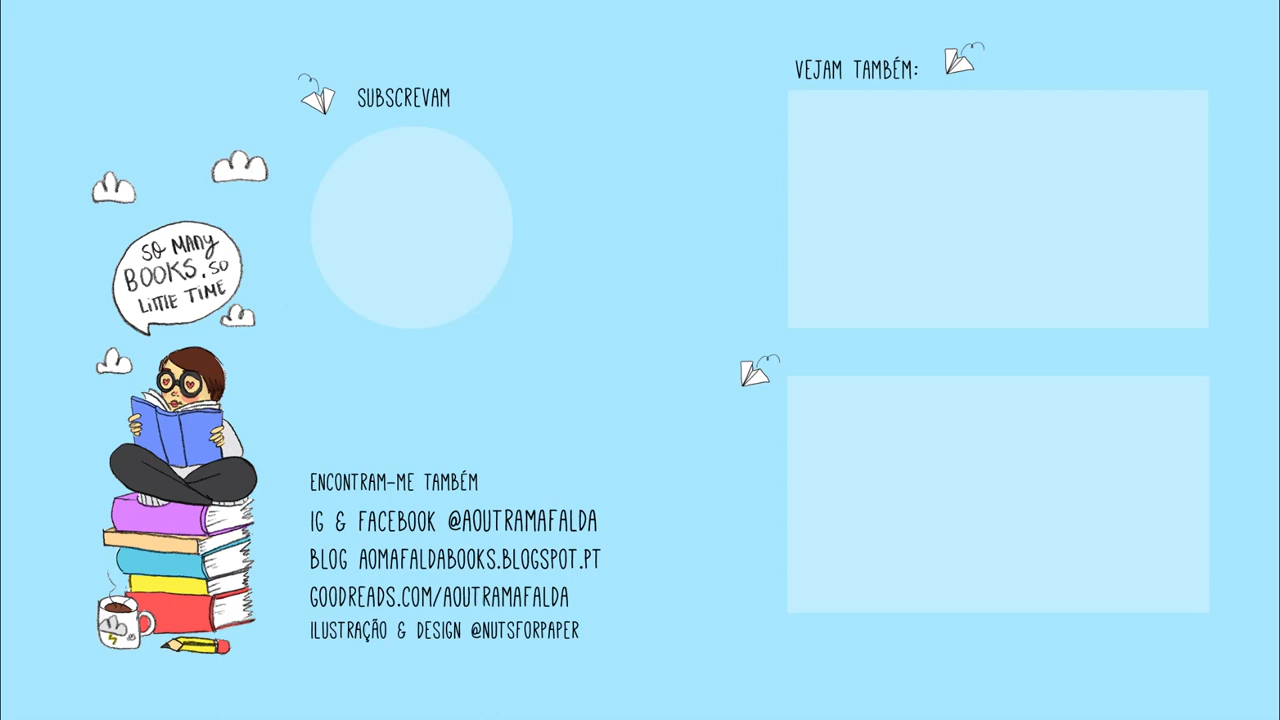 SUBSCREVAM
VEJAM TAMBÉM:
SO MANY
BOOKS, SO
LITTLE TIME
ENCONTRAM-ME TAMBÉM
IG & FACEBOOK @AOUTRAMAFALDA
BLOG AOMAFALDABOOKS.BLOGSPOT.PT
GOODREADS.COM/AOUTRAMAFALDA
ILUSTRAÇÃO & DESIGN @NUTSFORPAPER